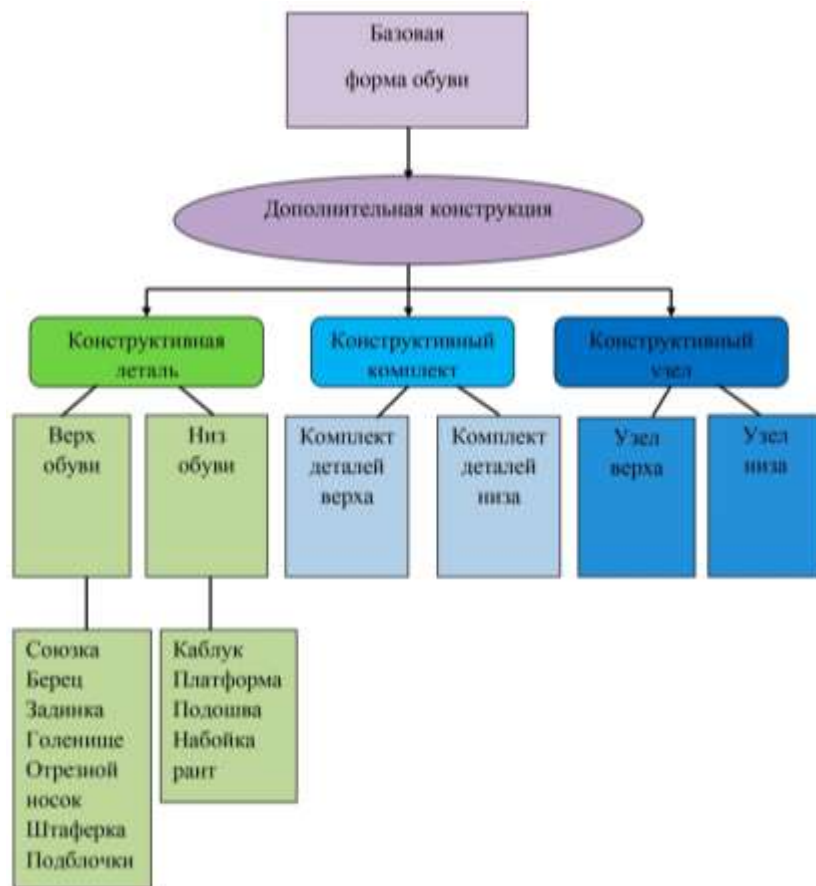 Базовая
форма обуви
Дополнительная конструкция
Конструктивная
деталь
Конструктивный
комплект
Конструктивный
узел
Верх
обуви
Низ
обуви
Комплект
деталей
верха
Комплект
деталей
низа
Узел
верха
Узел
низа
Союзка
Берец
Задинка
Голенище
Отрезной
носок
Штаферка
Подблочки
Каблук
Платформа
Подошва
Набойка
рант